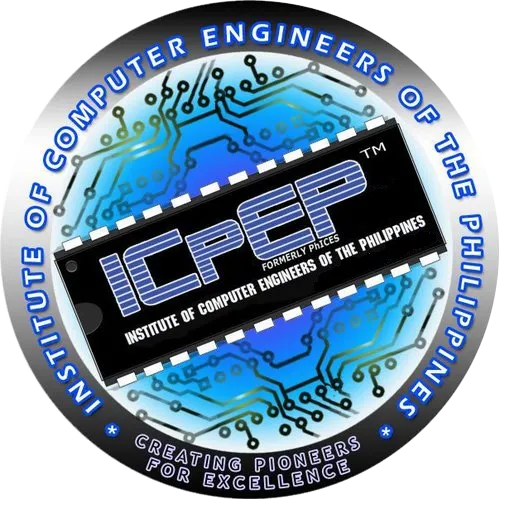 INSTITUTE OF COMPUTER ENGINEERS OF THE PHILIPPINES
ICpEP™
FORMERLY PhICES
INSTITUTE OF COMPUTER ENGINEERS OF THE PHILIPPINES
* CREATING PIONEERS *
FOR EXCELLENCE